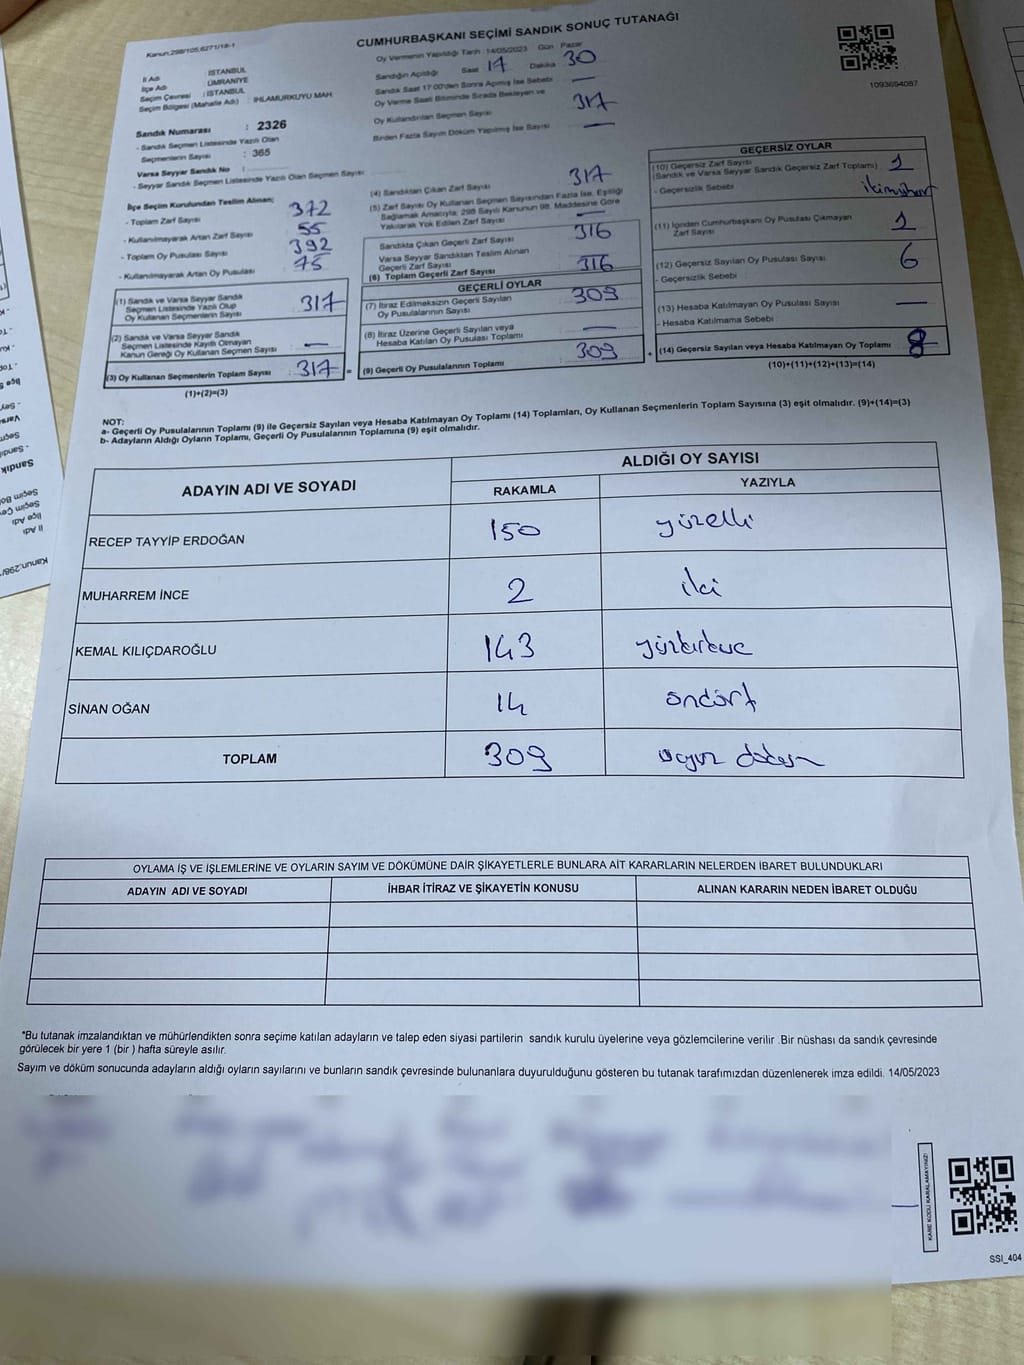 CUMHURBAŞKANI SEÇİMİ SANDIK SONUÇ TUTANAĞI
Kanun:298/105,6271/18-1
İl Adı : İSTANBUL
İlçe Adı : ÜMRANİYE
Seçim Çevresi : İSTANBUL
Seçim Bölgesi (Mahalle Adı) : IHLAMURKUYU MAH.
Sandık Numarası : 2326
- Sandık Seçmen Listesinde Yazılı Olan
Seçmenlerin Sayısı : 365
Varsa Seyyar Sandık No :
- Seyyar Sandık Seçmen Listesinde Yazılı Olan Seçmen Sayısı
İlçe Seçim Kurulundan Teslim Alınan;
- Toplam Zarf Sayısı 372
- Kullanılmayarak Artan Zarf Sayısı 55
- Toplam Oy Pusulası Sayısı 392
- Kullanılmayarak Artan Oy Pusulası 75
(1) Sandık ve Varsa Seyyar Sandık
Seçmen Listesinde Yazılı Olup
Oy Kullanan Seçmenlerin Sayısı 317
(2) Sandık ve Varsa Seyyar Sandık
Seçmen Listesinde Kayıtlı Olmayan
Kanun Gereği Oy Kullanan Seçmen Sayısı —
(3) Oy Kullanan Seçmenlerin Toplam Sayısı 317 =
(1)+(2)=(3)
Oy Vermenin Yapıldığı Tarih : 14/05/2023 Gün Pazar
Sandığın Açıldığı Saat 17 Dakika 30
Sandık Saat 17:00'den Sonra Açılmış İse Sebebi —
Oy Verme Saati Bitiminde Sırada Bekleyen ve
Oy Kullandırılan Seçmen Sayısı 317
Birden Fazla Sayım Döküm Yapılmış İse Sayısı —
(4) Sandıktan Çıkan Zarf Sayısı 317
(5) Zarf Sayısı Oy Kullanan Seçmen Sayısından Fazla İse, Eşitliği
Sağlamak Amacıyla; 298 Sayılı Kanunun 98. Maddesine Göre
Yakılarak Yok Edilen Zarf Sayısı —
Sandıkta Çıkan Geçerli Zarf Sayısı 316
Varsa Seyyar Sandıktan Teslim Alınan
Geçerli Zarf Sayısı
(6) Toplam Geçerli Zarf Sayısı 316
GEÇERLİ OYLAR
(7) İtiraz Edilmeksizin Geçerli Sayılan
Oy Pusulalarının Sayısı 309
(8) İtiraz Üzerine Geçerli Sayılan veya
Hesaba Katılan Oy Pusulası Toplamı —
(9) Geçerli Oy Pusulalarının Toplamı 309 +
1093694087
GEÇERSİZ OYLAR
(10) Geçersiz Zarf Sayısı
(Sandık ve Varsa Seyyar Sandık Geçersiz Zarf Toplamı) 1
- Geçersizlik Sebebi iki mühür
(11) İçinden Cumhurbaşkanı Oy Pusulası Çıkmayan
Zarf Sayısı 1
(12) Geçersiz Sayılan Oy Pusulası Sayısı 6
- Geçersizlik Sebebi :
(13) Hesaba Katılmayan Oy Pusulası Sayısı —
- Hesaba Katılmama Sebebi
(14) Geçersiz Sayılan veya Hesaba Katılmayan Oy Toplamı 8
(10)+(11)+(12)+(13)=(14)
NOT:
a- Geçerli Oy Pusulalarının Toplamı (9) ile Geçersiz Sayılan veya Hesaba Katılmayan Oy Toplamı (14) Toplamları, Oy Kullanan Seçmenlerin Toplam Sayısına (3) eşit olmalıdır. (9)+(14)=(3)
b- Adayların Aldığı Oyların Toplamı, Geçerli Oy Pusulalarının Toplamına (9) eşit olmalıdır.
ADAYIN ADI VE SOYADI
ALDIĞI OY SAYISI
RAKAMLA YAZIYLA
RECEP TAYYİP ERDOĞAN 150 yüzelli
MUHARREM İNCE 2 iki
KEMAL KILIÇDAROĞLU 143 yüzkırküç
SİNAN OĞAN 14 ondört
TOPLAM 309 üçyüz dokuz
OYLAMA İŞ VE İŞLEMLERİNE VE OYLARIN SAYIM VE DÖKÜMÜNE DAİR ŞİKAYETLERLE BUNLARA AİT KARARLARIN NELERDEN İBARET BULUNDUKLARI
ADAYIN ADI VE SOYADI İHBAR İTİRAZ VE ŞİKAYETİN KONUSU ALINAN KARARIN NEDEN İBARET OLDUĞU
*Bu tutanak imzalandıktan ve mühürlendikten sonra seçime katılan adayların ve talep eden siyasi partilerin sandık kurulu üyelerine veya gözlemcilerine verilir .Bir nüshası da sandık çevresinde
görülecek bir yere 1 (bir ) hafta süreyle asılır.
Sayım ve döküm sonucunda adayların aldığı oyların sayılarını ve bunların sandık çevresinde bulunanlara duyurulduğunu gösteren bu tutanak tarafımızdan düzenlenerek imza edildi. 14/05/2023
KARE KODU KARALAMAYINIZ!
SSI_404